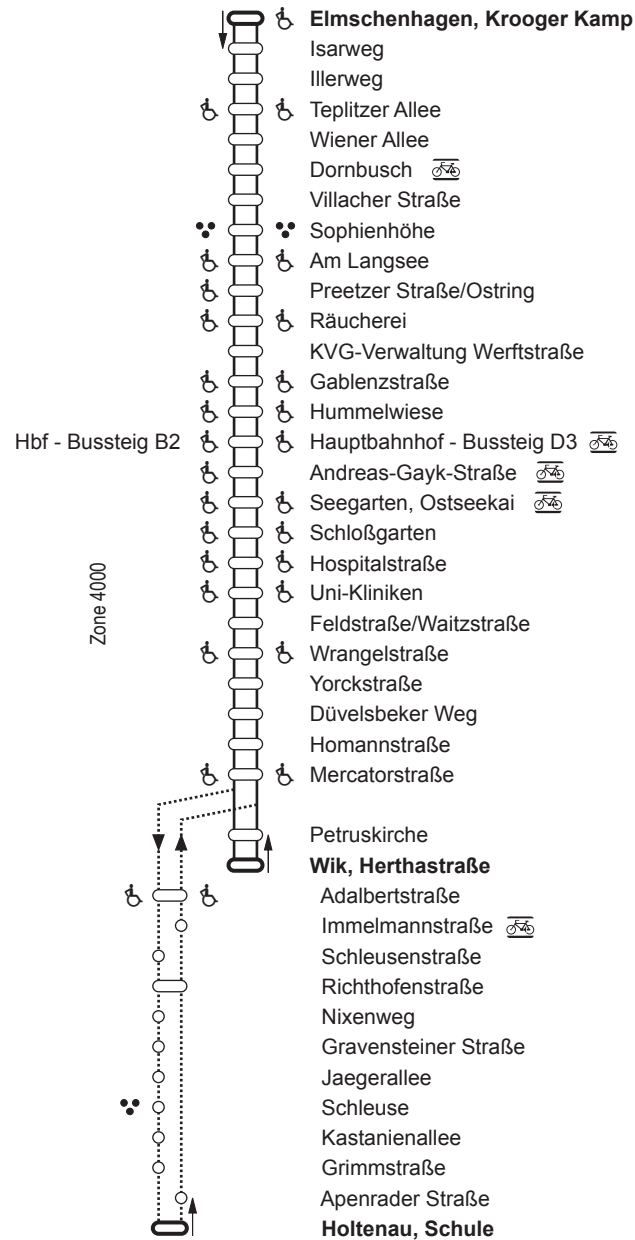 Elmschenhagen, Krooger Kamp
Isarweg
Illerweg
Teplitzer Allee
Wiener Allee
Dornbusch
Villacher Straße
Sophienhöhe
Am Langsee
Preetzer Straße/Ostring
Räucherei
KVG-Verwaltung Werftstraße
Gablenzstraße
Hummelwiese
Hbf - Bussteig B2 Hauptbahnhof - Bussteig D3
Andreas-Gayk-Straße
Seegarten, Ostseekai
Schloßgarten
Hospitalstraße
Uni-Kliniken
Zone 4000
Feldstraße/Waitzstraße
Wrangelstraße
Yorckstraße
Düvelsbeker Weg
Homannstraße
Mercatorstraße
Petruskirche
Wik, Herthastraße
Adalbertstraße
Immelmannstraße
Schleusenstraße
Richthofenstraße
Nixenweg
Gravensteiner Straße
Jaegerallee
Schleuse
Kastanienallee
Grimmstraße
Apenrader Straße
Holtenau, Schule